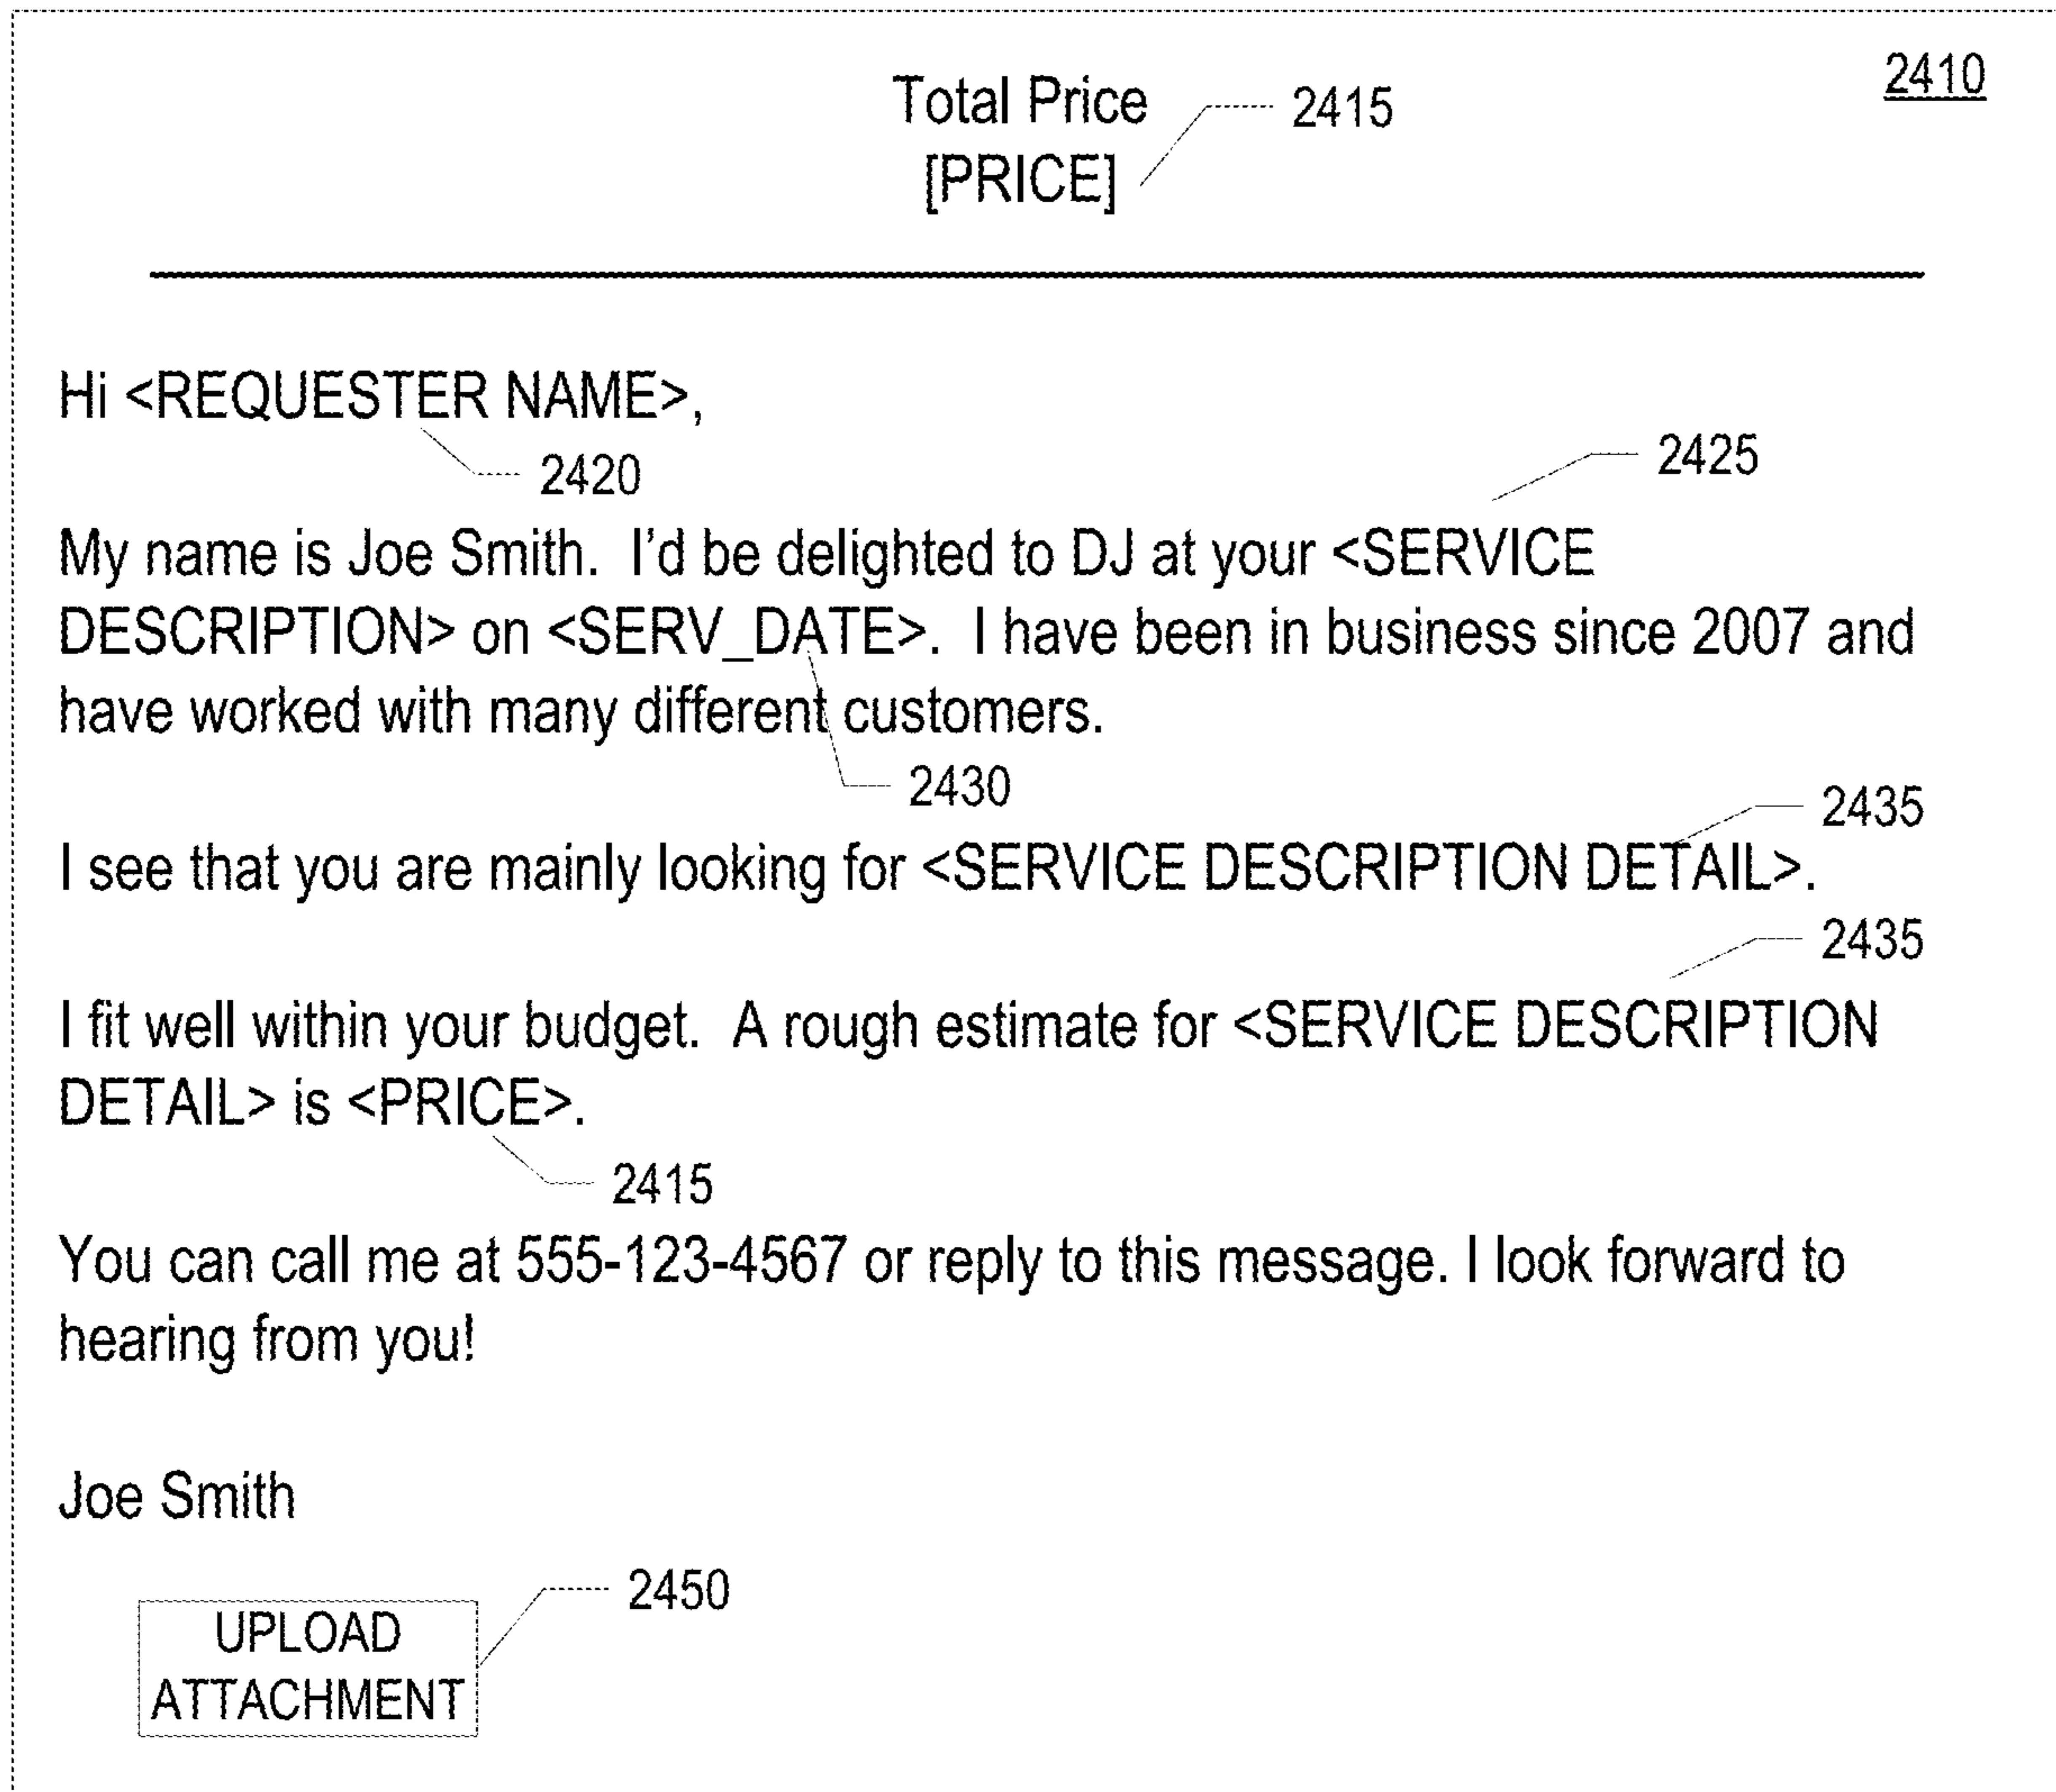 2410
Total Price
2415
[PRICE]
Hi <REQUESTER NAME>,
2420
2425
My name is Joe Smith.  I'd be delighted to DJ at your <SERVICE
DESCRIPTION> on <SERV_DATE>.  I have been in business since 2007 and
have worked with many different customers.
2430
2435
I see that you are mainly looking for <SERVICE DESCRIPTION DETAIL>.
2435
I fit well within your budget.  A rough estimate for <SERVICE DESCRIPTION
DETAIL> is <PRICE>.
2415
You can call me at 555-123-4567 or reply to this message. I look forward to
hearing from you!
Joe Smith
2450
UPLOAD
ATTACHMENT